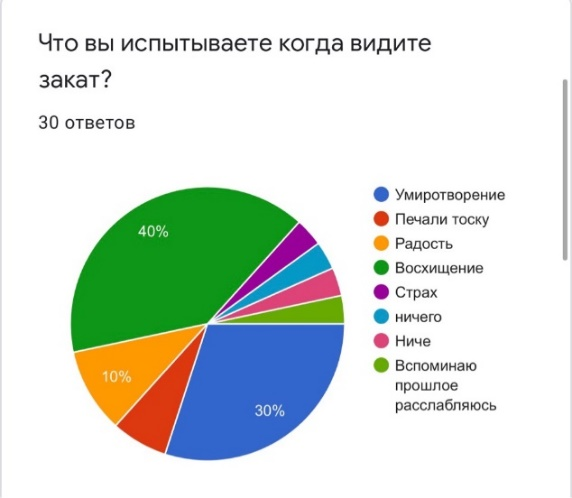 Что вы испытываете когда видите
закат?
30 ответов
40%
10%
30%
Умиротворение
Печали тоску
Радость
Восхищение
Страх
ничего
Ниче
Вспоминаю
прошлое
расслабляюсь